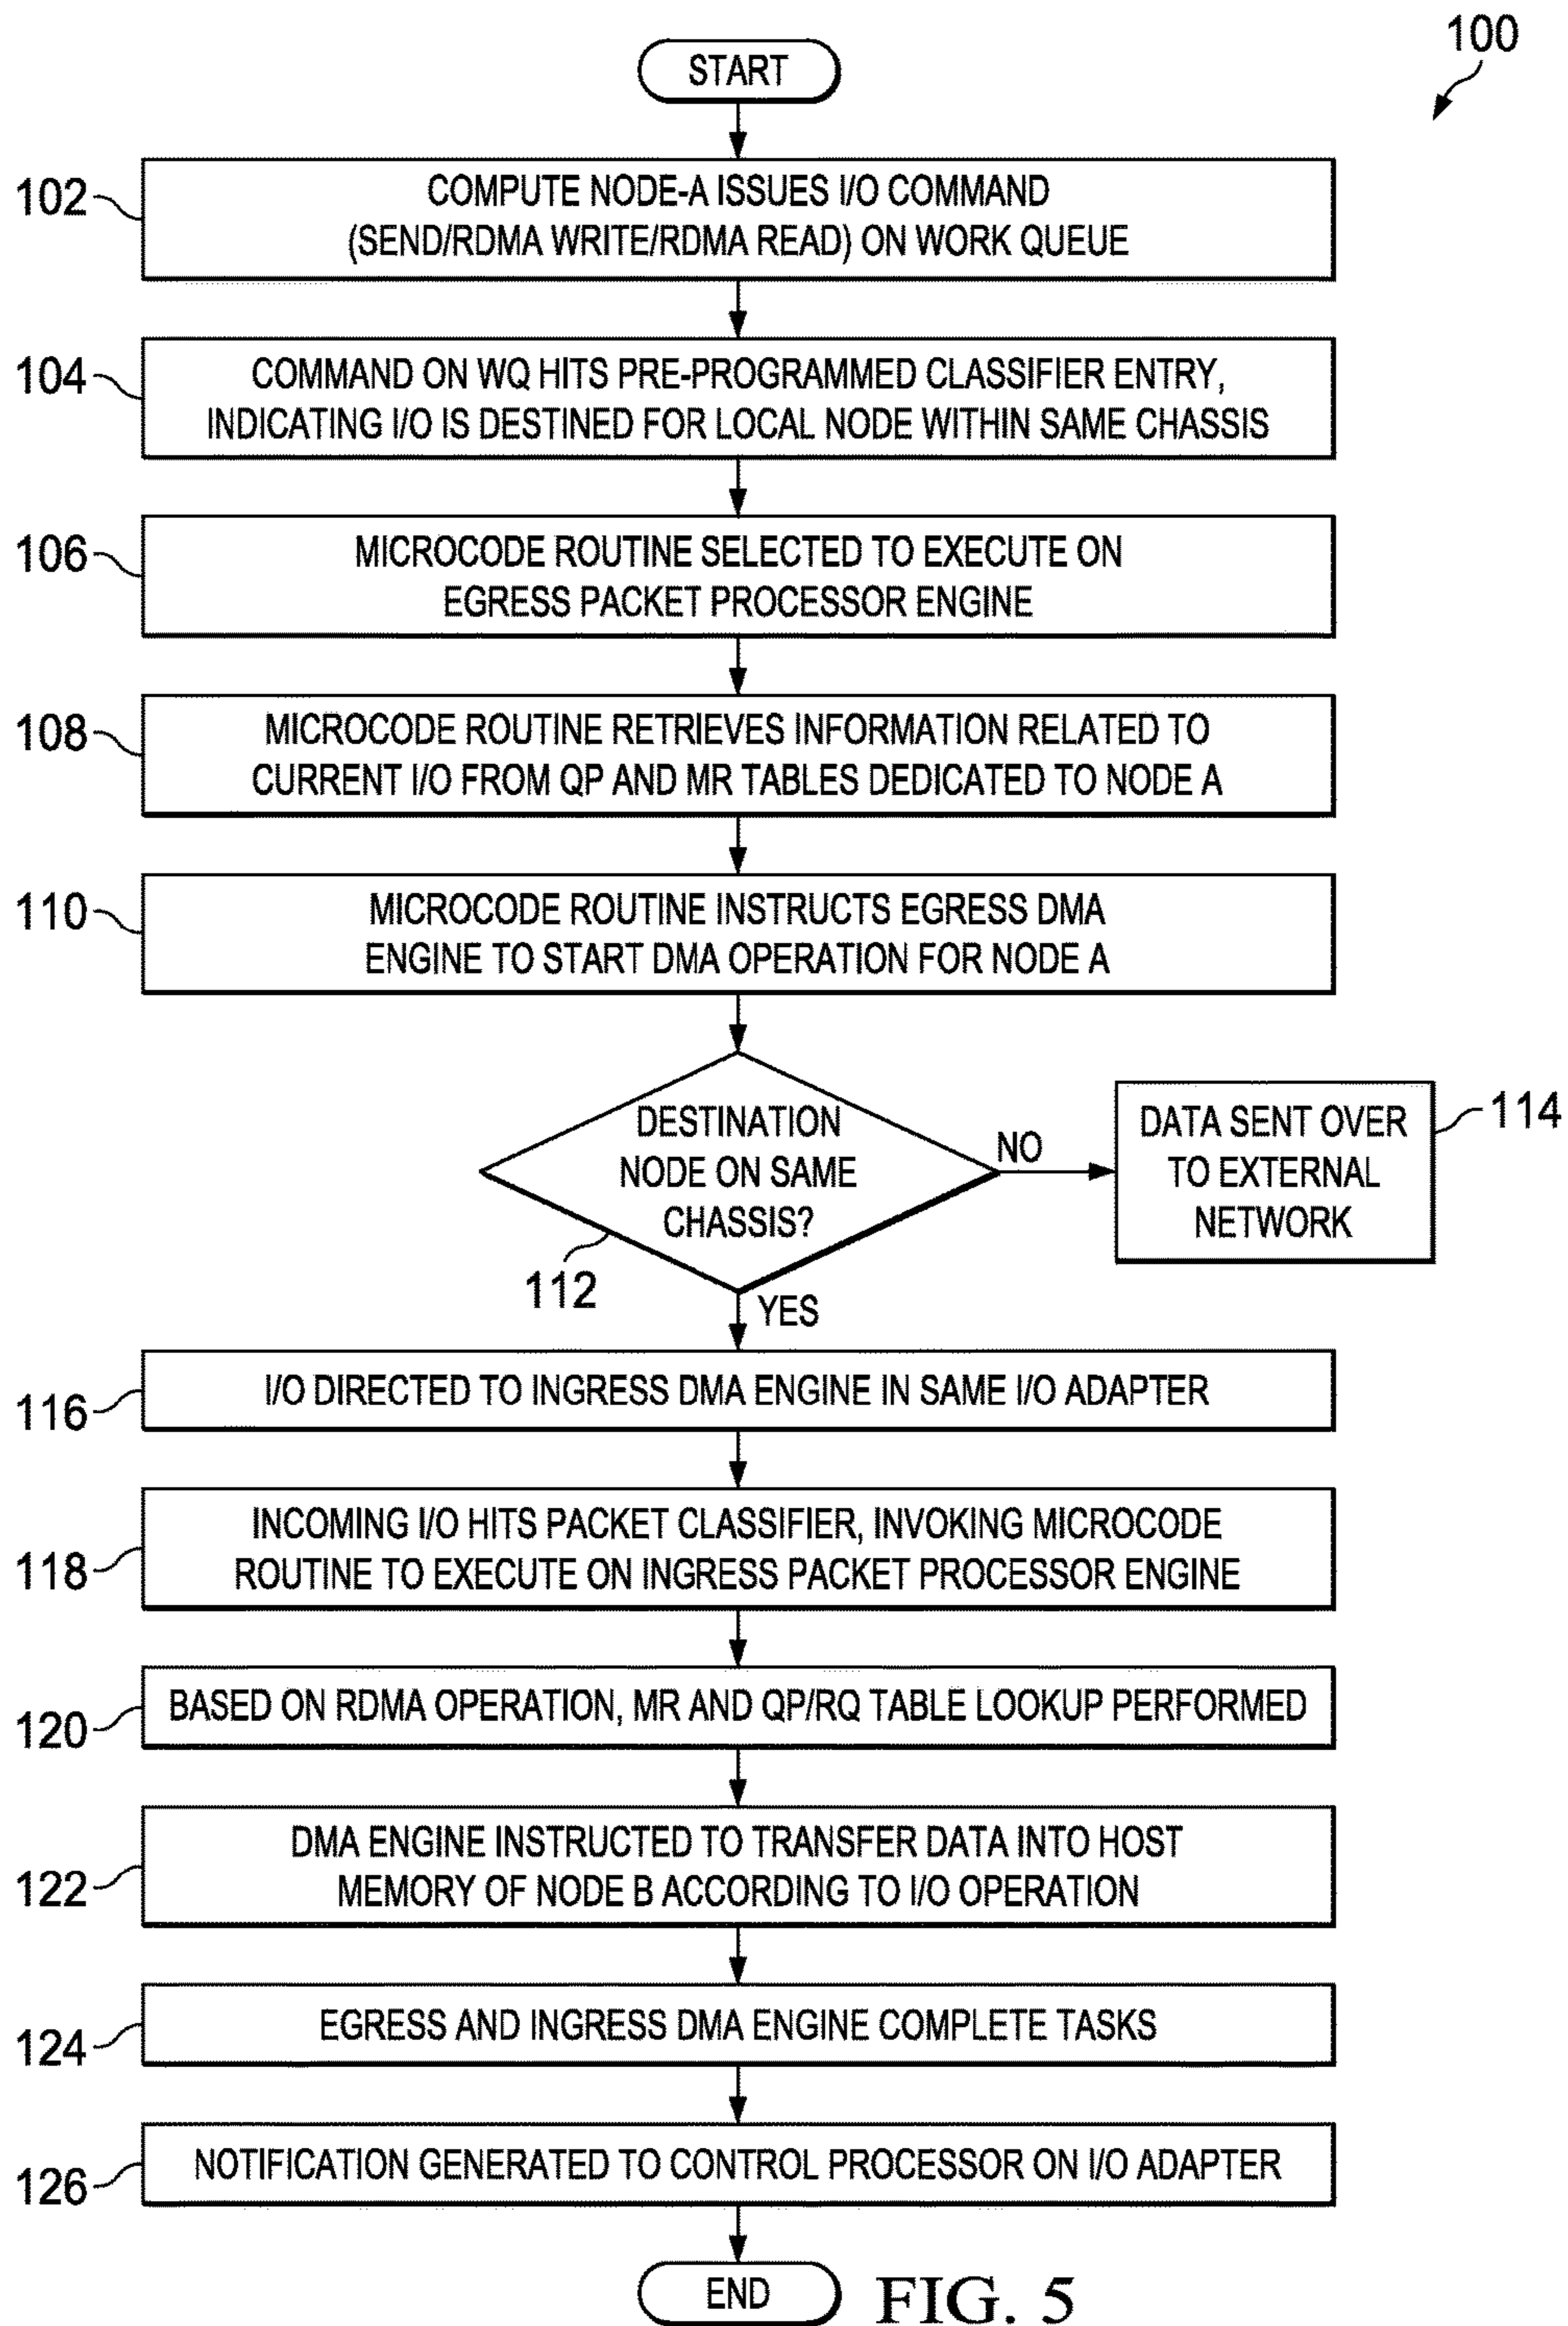 100
START
102
COMPUTE NODE-A ISSUES I/O COMMAND
(SEND/RDMA WRITE/RDMA READ) ON WORK QUEUE
104
COMMAND ON WQ HITS PRE-PROGRAMMED CLASSIFIER ENTRY,
INDICATING I/O IS DESTINED FOR LOCAL NODE WITHIN SAME CHASSIS
106
MICROCODE ROUTINE SELECTED TO EXECUTE ON
EGRESS PACKET PROCESSOR ENGINE
108
MICROCODE ROUTINE RETRIEVES INFORMATION RELATED TO
CURRENT I/O FROM QP AND MR TABLES DEDICATED TO NODE A
110
MICROCODE ROUTINE INSTRUCTS EGRESS DMA
ENGINE TO START DMA OPERATION FOR NODE A
DESTINATION
NODE ON SAME
CHASSIS?
112
NO
DATA SENT OVER
TO EXTERNAL
NETWORK
114
YES
116
I/O DIRECTED TO INGRESS DMA ENGINE IN SAME I/O ADAPTER
118
INCOMING I/O HITS PACKET CLASSIFIER, INVOKING MICROCODE
ROUTINE TO EXECUTE ON INGRESS PACKET PROCESSOR ENGINE
120
BASED ON RDMA OPERATION, MR AND QP/RQ TABLE LOOKUP PERFORMED
122
DMA ENGINE INSTRUCTED TO TRANSFER DATA INTO HOST
MEMORY OF NODE B ACCORDING TO I/O OPERATION
124
EGRESS AND INGRESS DMA ENGINE COMPLETE TASKS
126
NOTIFICATION GENERATED TO CONTROL PROCESSOR ON I/O ADAPTER
END
FIG. 5